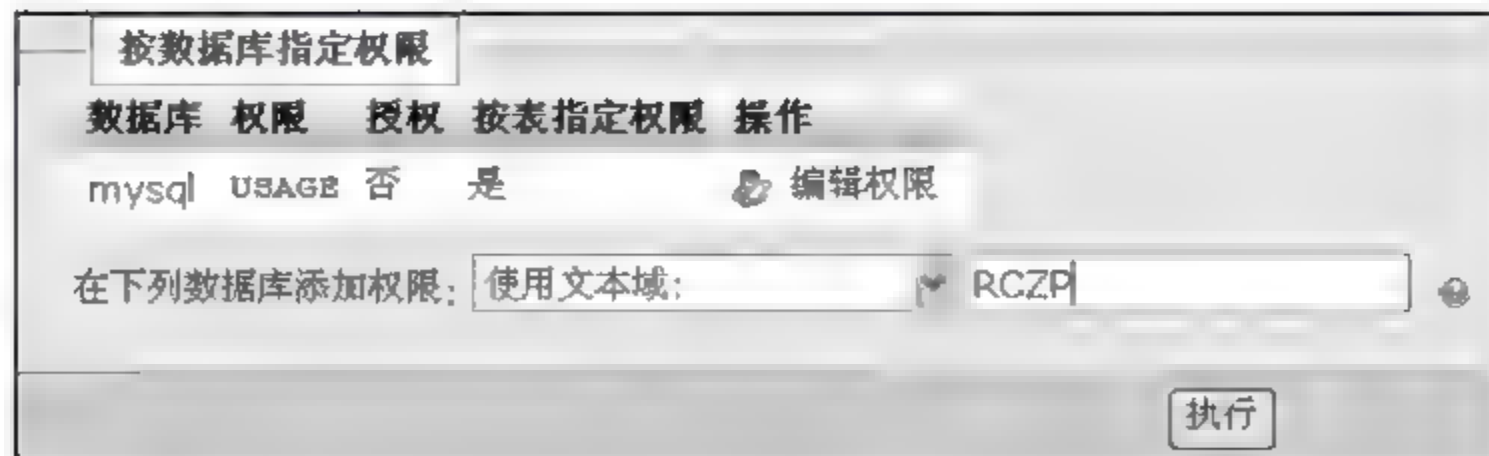 按数据库指定权限
数据库 权限 授权 按表指定权限 操作
mysql USAGE 否 是 编辑权限
在下列数据库添加权限: 使用文本域: RCZP
执行